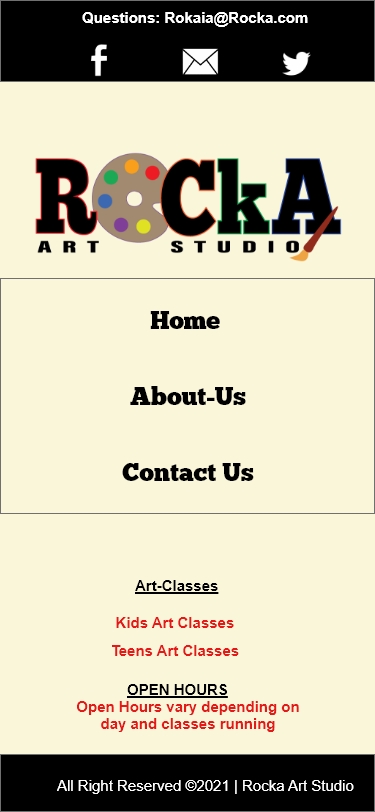 Questions: Rokaia@Rocka.com
RockA
ART STUDIO
Home
About-Us
Contact Us
Art-Classes
Kids Art Classes
Teens Art Classes
OPEN HOURS
Open Hours vary depending on
day and classes running
All Right Reserved ©2021 | Rocka Art Studio